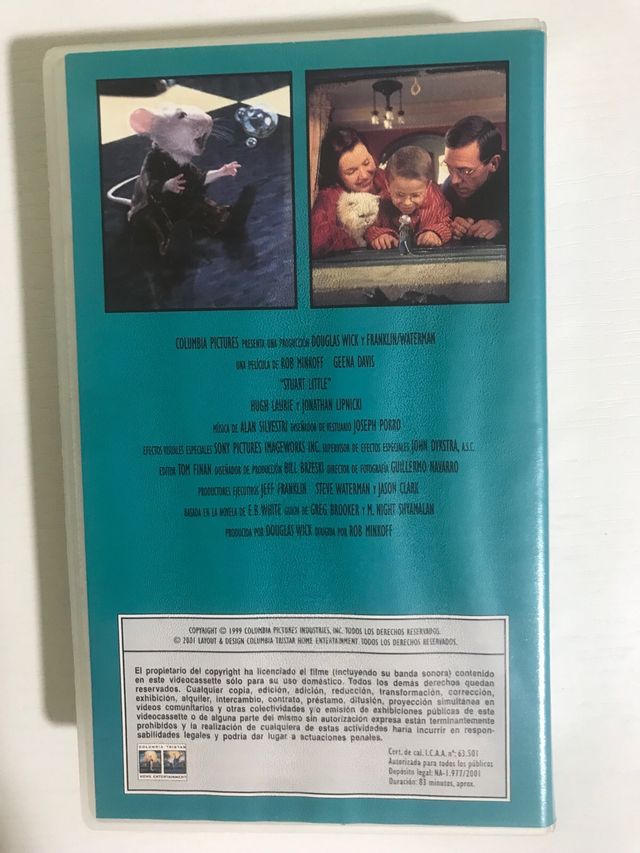 COLUMBIA PICTURES PRESENTA UNA PRODUCCIÓN DOUGLAS WICK Y FRANKLIN/WATERMAN
UNA PELÍCULA DE ROB MINKOFF GEENA DAVIS
"STUART LITTLE"
HUGH LAURIE Y JONATHAN LIPNICKI
MÚSICA DE ALAN SILVESTRI DISEÑADOR DE VESTUARIO JOSEPH PORRO
EFECTOS VISUALES ESPECIALES SONY PICTURES IMAGEWORKS INC. SUPERVISOR DE EFECTOS ESPECIALES JOHN DYKSTRA, A.S.C.
EDITOR TOM FINAN DISEÑADOR DE PRODUCCIÓN BILL BRZESKI DIRECTOR DE FOTOGRAFÍA GUILLERMO NAVARRO
PRODUCTORES EJECUTIVOS JEFF FRANKLIN STEVE WATERMAN Y JASON CLARK
BASADA EN LA NOVELA DE E.B. WHITE GUION DE GREG BROOKER Y M. NIGHT SHYAMALAN
PRODUCIDA POR DOUGLAS WICK DIRIGIDA POR ROB MINKOFF
COPYRIGHT © 1999 COLUMBIA PICTURES INDUSTRIES, INC. TODOS LOS DERECHOS RESERVADOS.
© 2001 LAYOUT & DESIGN COLUMBIA TRISTAR HOME ENTERTAINMENT. TODOS LOS DERECHOS RESERVADOS.
El propietario del copyright ha licenciado el filme (incluyendo su banda sonora) contenido
en este videocassette sólo para su uso doméstico. Todos los demás derechos quedan
reservados. Cualquier copia, edición, adición, reducción, transformación, corrección,
exhibición, alquiler, intercambio, contrato, préstamo, difusión, proyección simultanea en
vídeos comunitarios y otras colectividades y/o emisión de exhibiciones públicas de este
videocassette o de alguna parte del mismo sin autorización expresa están terminantemente
prohibidos y la realización de cualquiera de estas actividades haría incurrir en respon-
sabilidades legales y podría dar lugar a actuaciones penales.
COLUMBIA TRISTAR
HOME ENTERTAINMENT
Cert. de cal. I.C.A.A. nº: 63.501
Autorizada para todos los públicos
Depósito legal: NA-1.977/2001
Duración: 83 minutos, aprox.